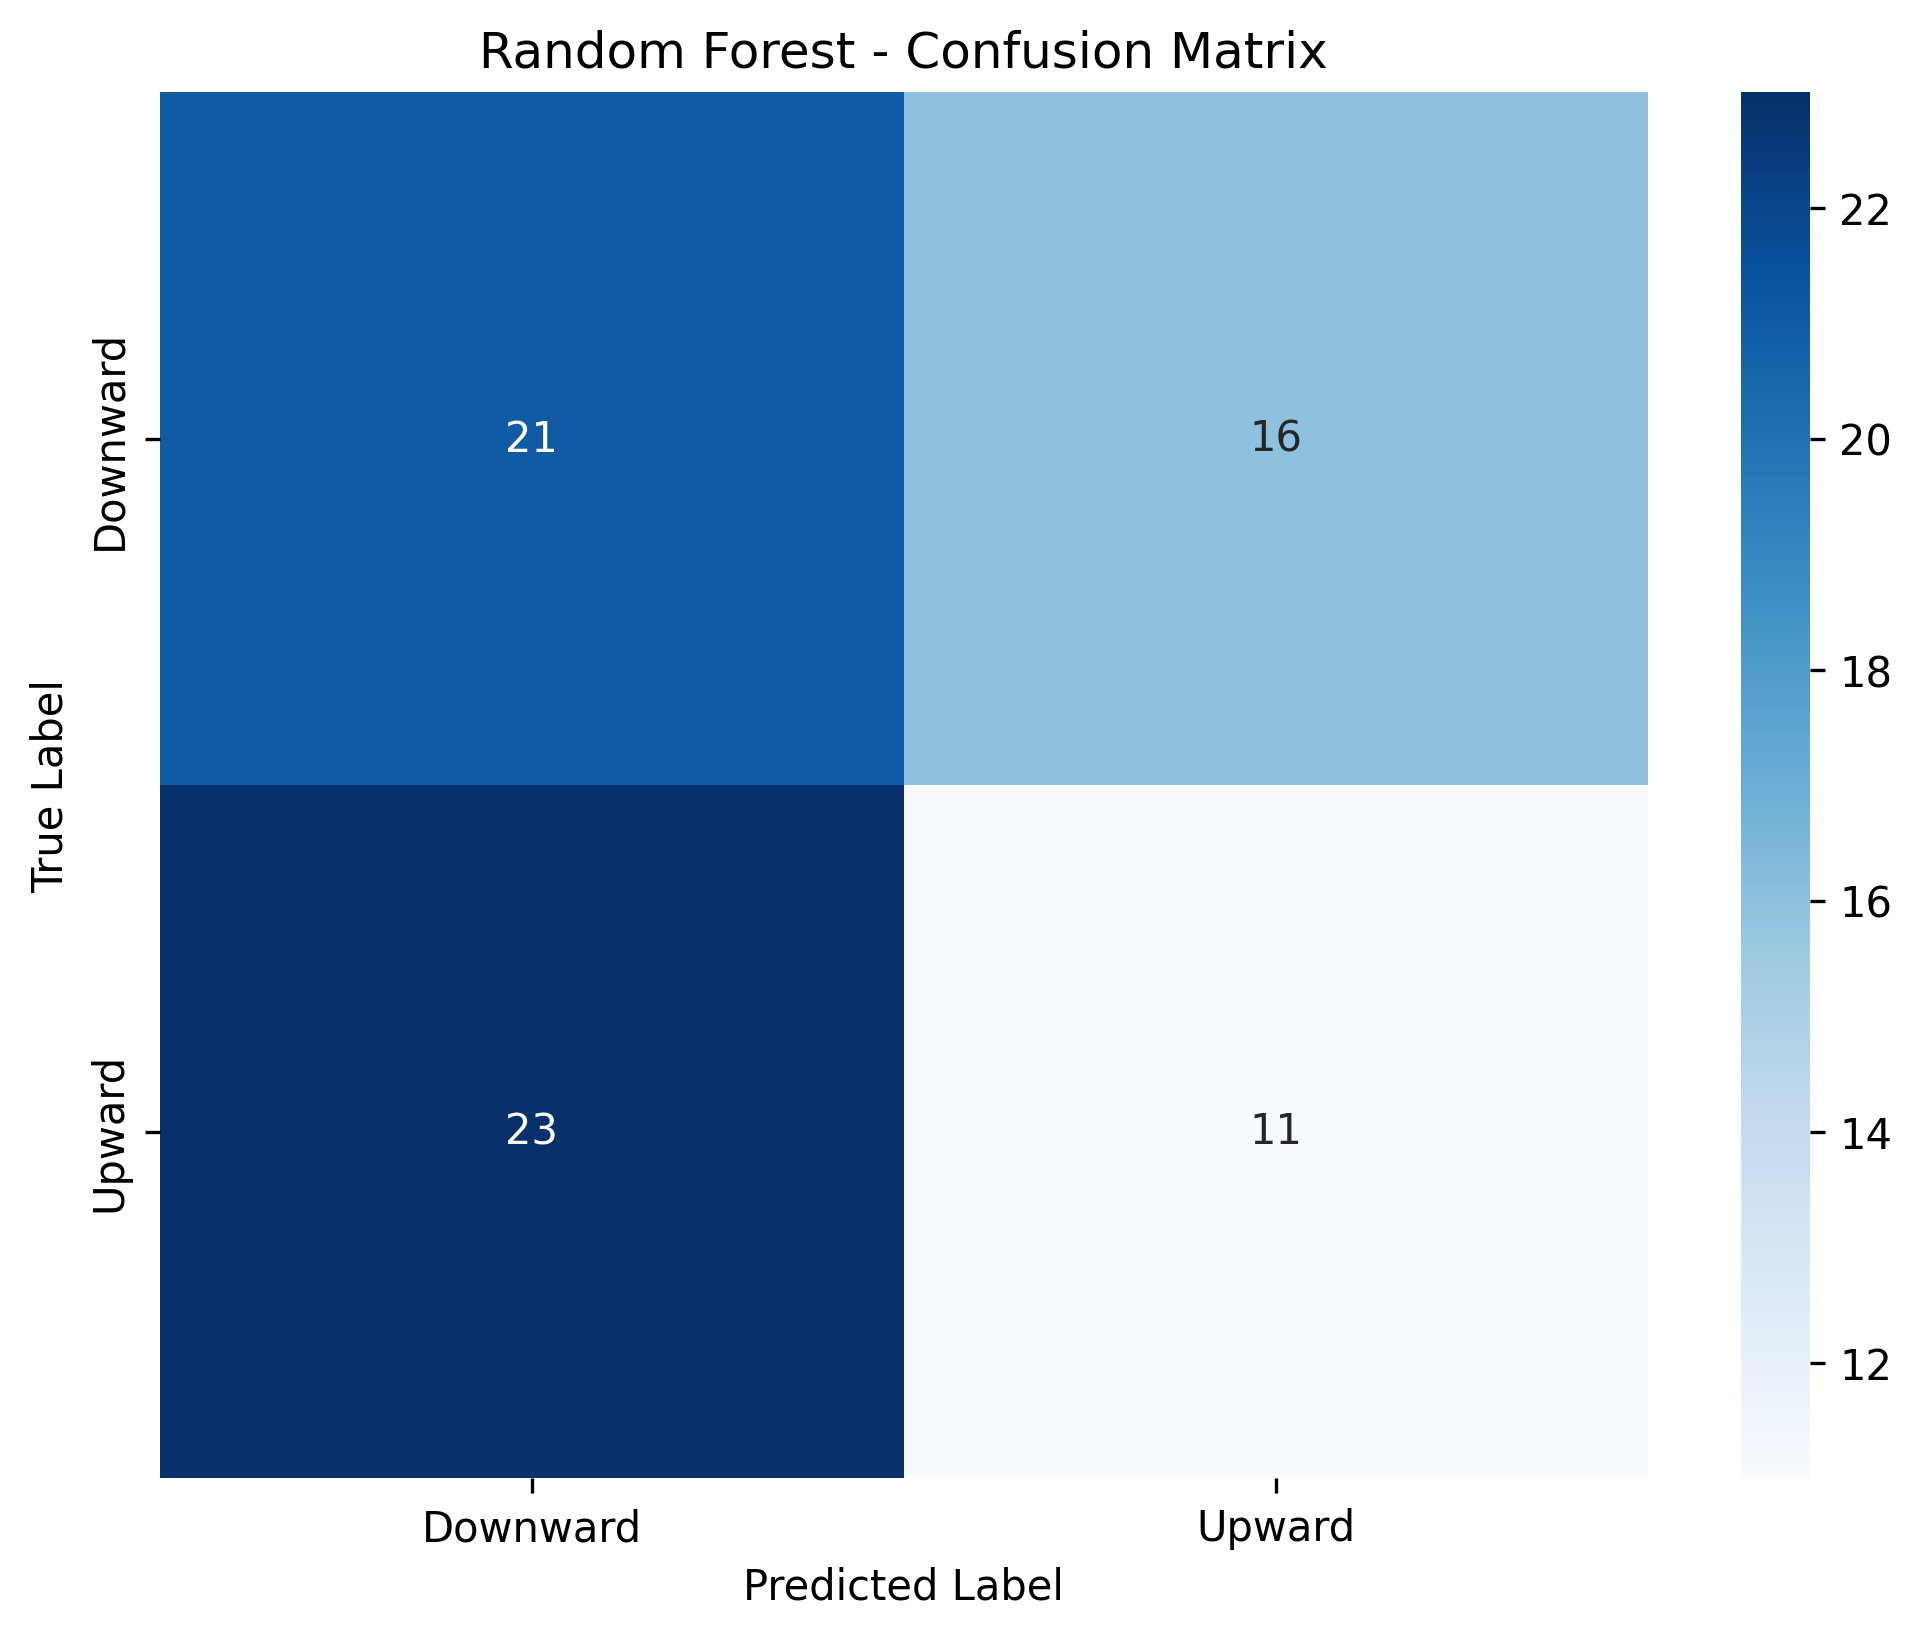 Random Forest - Confusion Matrix
True Label
Downward
Upward
21
16
23
11
Downward
Upward
Predicted Label
22
20
18
16
14
12